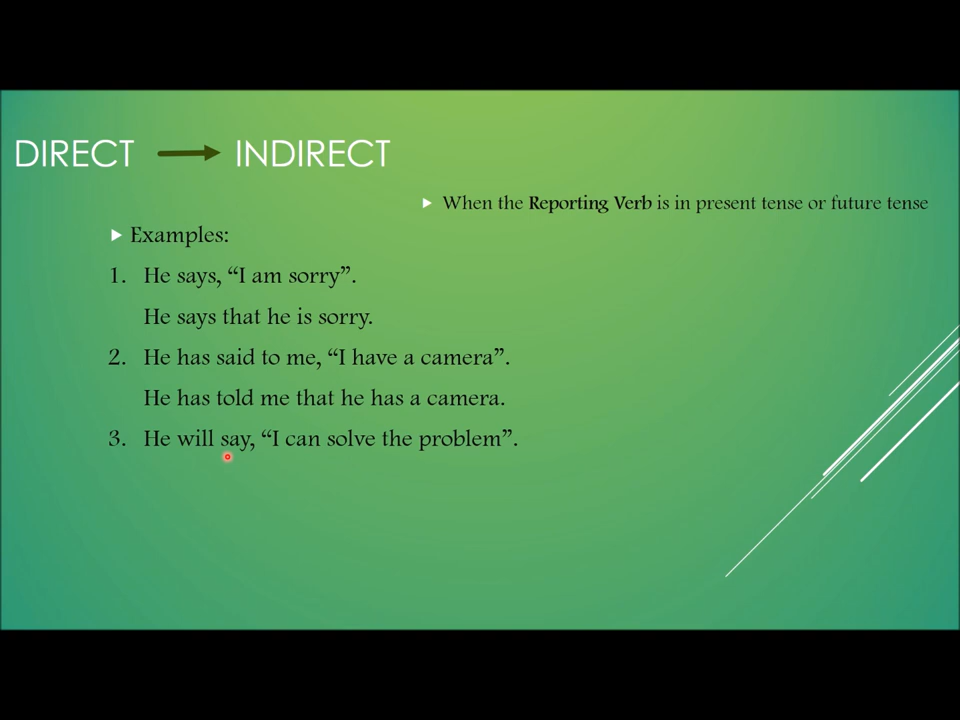 DIRECT INDIRECT
When the Reporting Verb is in present tense or future tense
Examples:
1. He says, “I am sorry”.
He says that he is sorry.
2. He has said to me, “I have a camera”.
He has told me that he has a camera.
3. He will say, “I can solve the problem”.